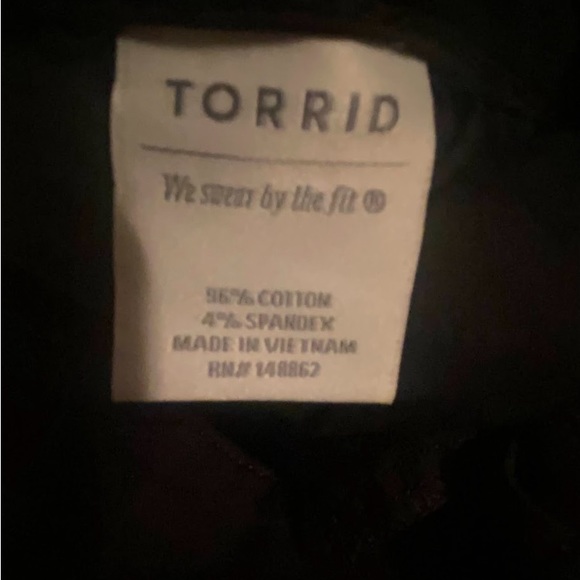 TORRID
We swear by the fit ®
96% COTTON
4% SPANDEX
MADE IN VIETNAM
RN# 148862